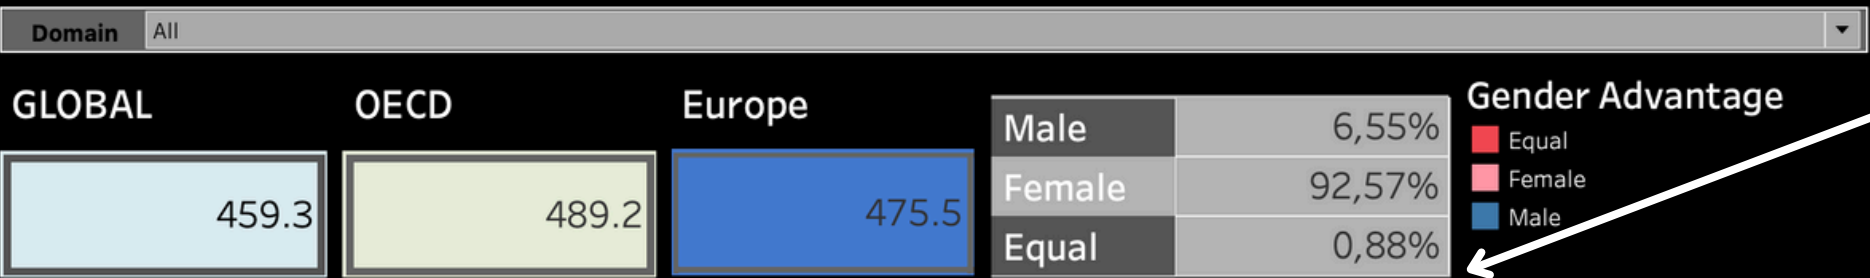 Domain All
GLOBAL
459.3
OECD
489.2
Europe
475.5
Male 6,55%
Female 92,57%
Equal 0,88%
Gender Advantage
Equal
Female
Male